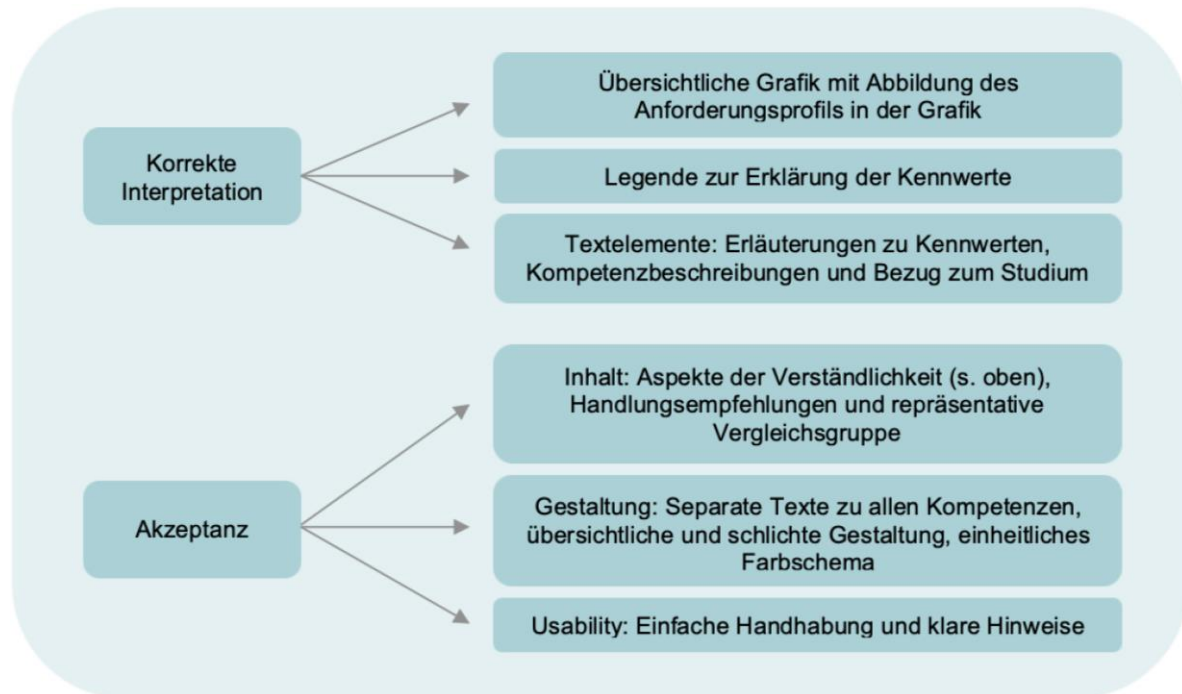 Übersichtliche Grafik mit Abbildung des
Anforderungsprofils in der Grafik
Korrekte
Interpretation
Legende zur Erklärung der Kennwerte
Textelemente: Erläuterungen zu Kennwerten,
Kompetenzbeschreibungen und Bezug zum Studium
Inhalt: Aspekte der Verständlichkeit (s. oben),
Handlungsempfehlungen und repräsentative
Vergleichsgruppe
Akzeptanz
Gestaltung: Separate Texte zu allen Kompetenzen,
übersichtliche und schlichte Gestaltung, einheitliches
Farbschema
Usability: Einfache Handhabung und klare Hinweise